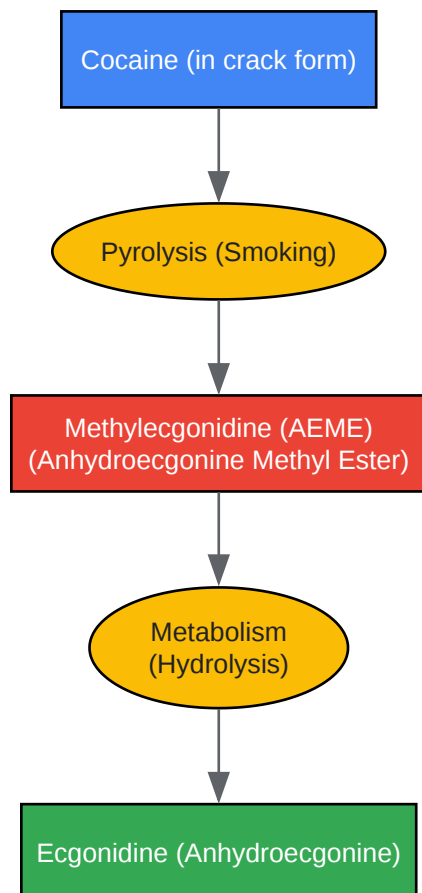 Cocaine (in crack form)
Pyrolysis (Smoking)
Methylecgonidine (AEME)
(Anhydroecgonine Methyl Ester)
Metabolism
(Hydrolysis)
Ecgonidine (Anhydroecgonine)